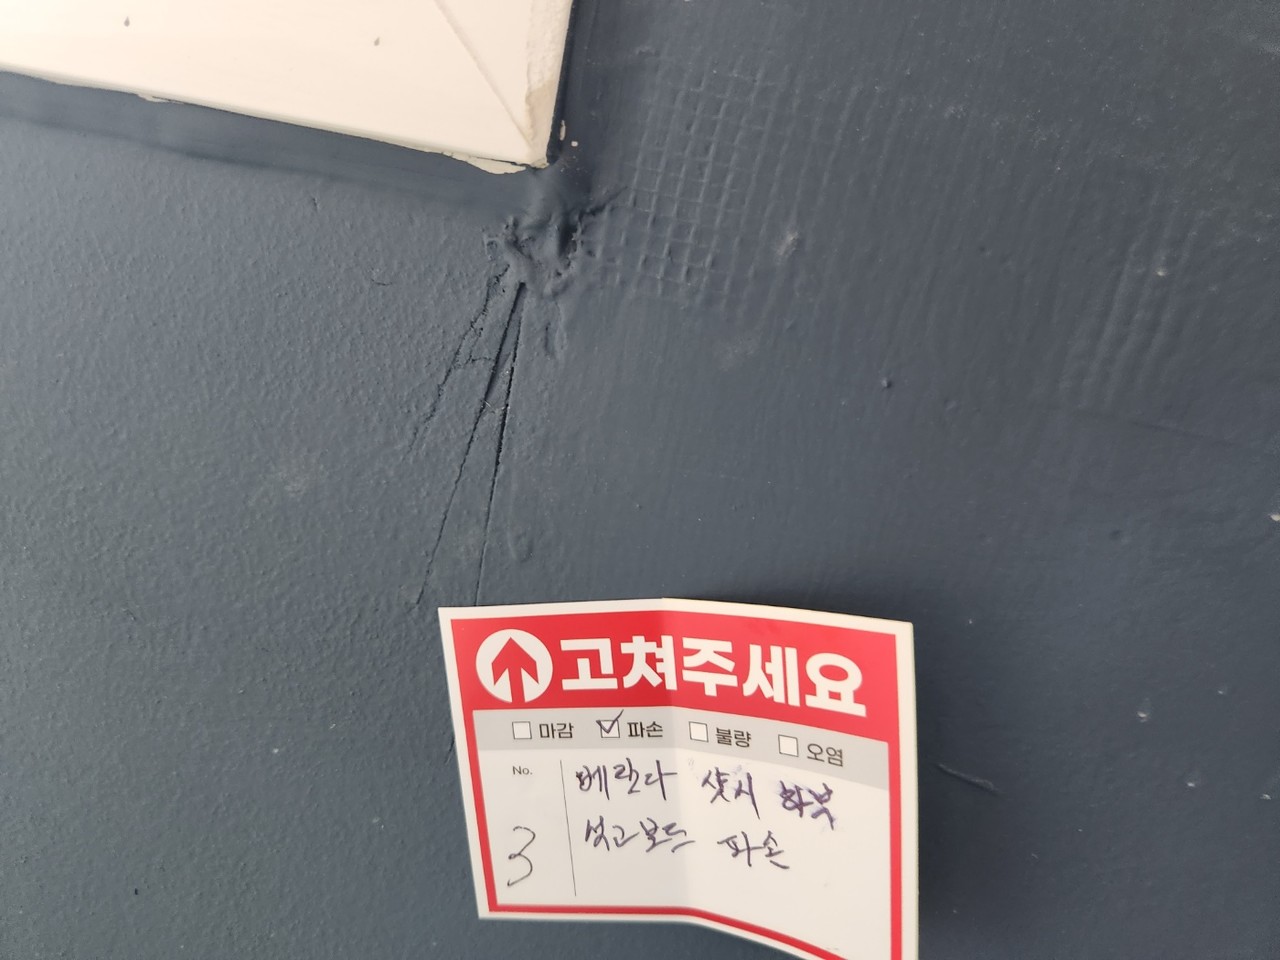 고쳐주세요
마감 파손 불량 오염
No.
베란다 샷시 하부
석고보드 파손
3